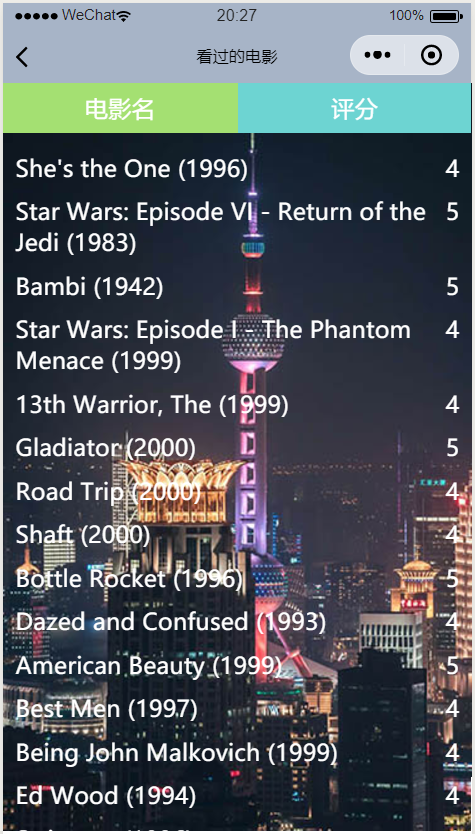 WeChat 20:27 100%
看过的电影
电影名 评分
She's the One (1996) 4
Star Wars: Episode VI - Return of the 5
Jedi (1983)
Bambi (1942) 5
Star Wars: Episode I - The Phantom 4
Menace (1999)
13th Warrior, The (1999) 4
Gladiator (2000) 5
Road Trip (2000) 4
Shaft (2000) 4
Bottle Rocket (1996) 5
Dazed and Confused (1993) 4
American Beauty (1999) 5
Best Men (1997) 4
Being John Malkovich (1999) 4
Ed Wood (1994) 4